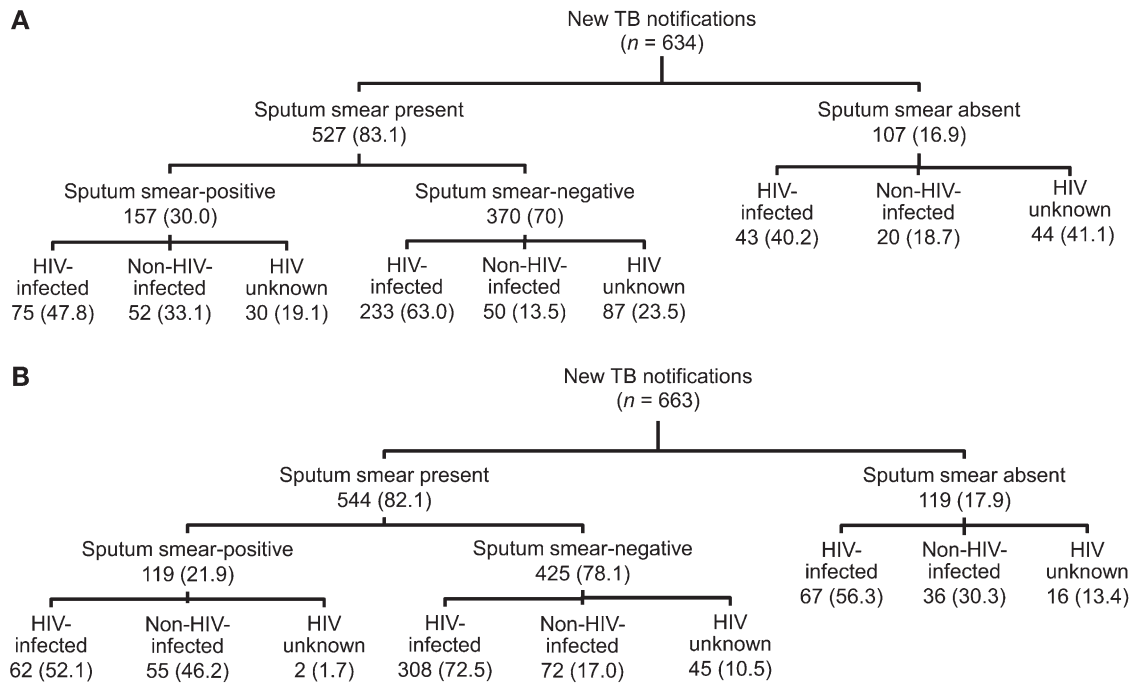 A
New TB notifications
(n = 634)
Sputum smear present
527 (83.1)
Sputum smear absent
107 (16.9)
Sputum smear-positive
157 (30.0)
Sputum smear-negative
370 (70)
HIV-
infected
43 (40.2)
Non-HIV-
infected
20 (18.7)
HIV
unknown
44 (41.1)
HIV-
infected
75 (47.8)
Non-HIV-
infected
52 (33.1)
HIV
unknown
30 (19.1)
HIV-
infected
233 (63.0)
Non-HIV-
infected
50 (13.5)
HIV
unknown
87 (23.5)
B
New TB notifications
(n = 663)
Sputum smear present
544 (82.1)
Sputum smear absent
119 (17.9)
Sputum smear-positive
119 (21.9)
Sputum smear-negative
425 (78.1)
HIV-
infected
67 (56.3)
Non-HIV-
infected
36 (30.3)
HIV
unknown
16 (13.4)
HIV-
infected
62 (52.1)
Non-HIV-
infected
55 (46.2)
HIV
unknown
2 (1.7)
HIV-
infected
308 (72.5)
Non-HIV-
infected
72 (17.0)
HIV
unknown
45 (10.5)